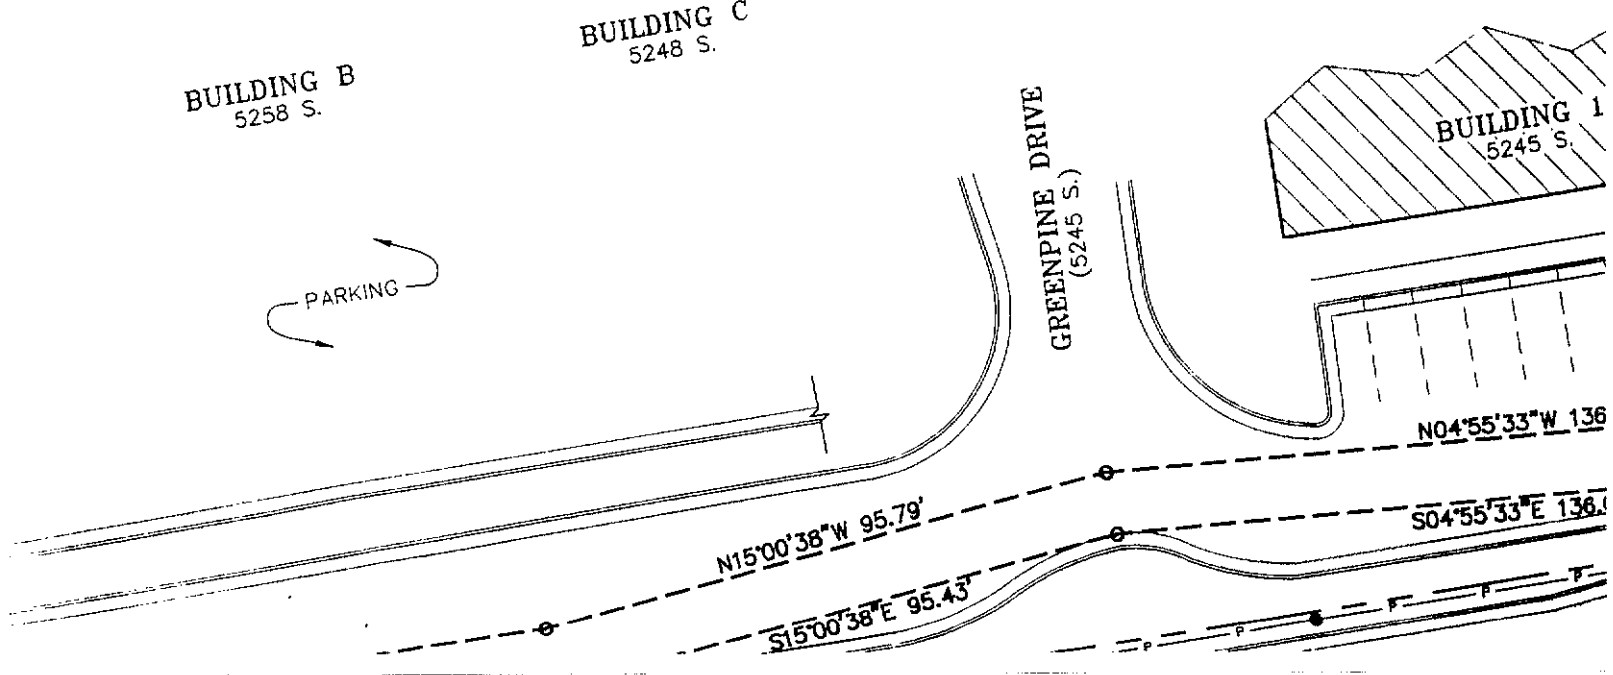 BUILDING B
5258 S.
BUILDING C
5248 S.
GREENPINE DRIVE
(5245 S.)
BUILDING 1
5245 S.
PARKING
N04°55'33"W 136
N15°00'38"W 95.79'
S04°55'33"E 136.
S15°00'38"E 95.43'
P
P
P
P
P